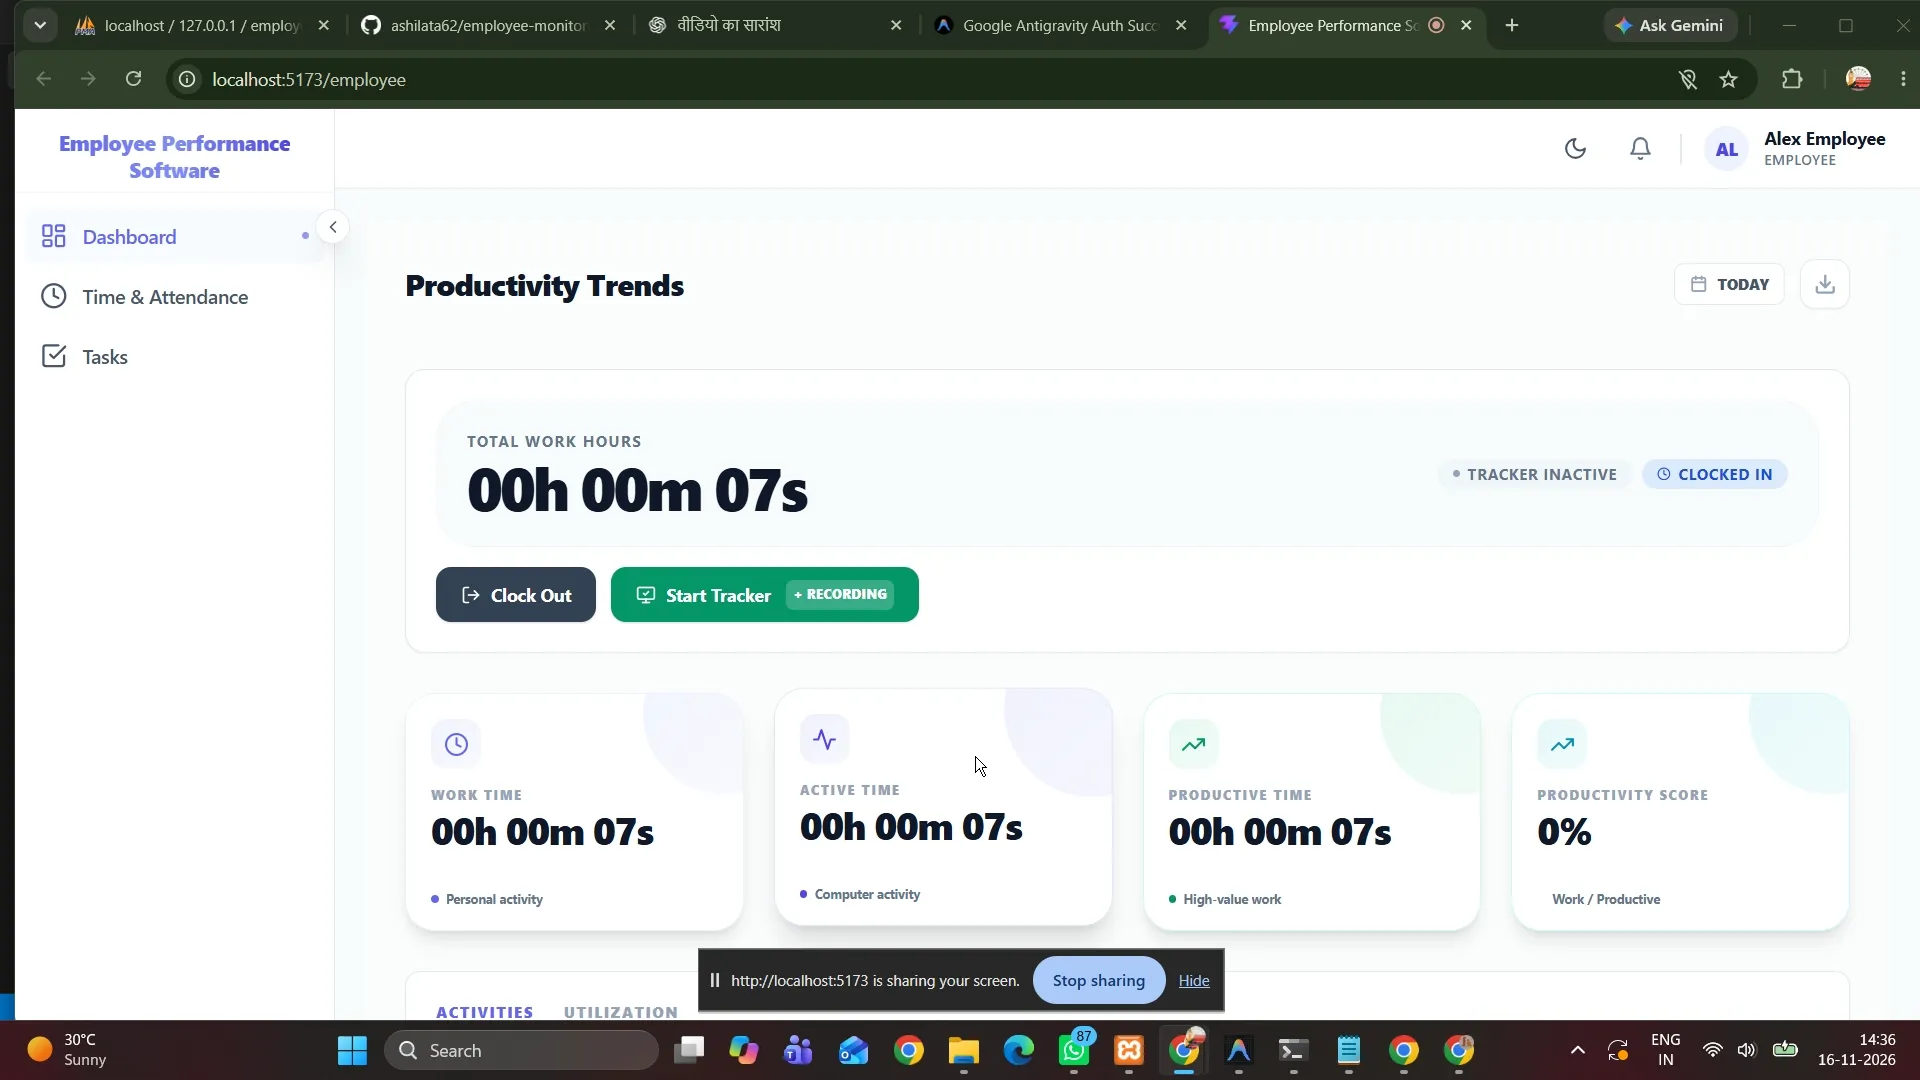 localhost / 127.0.0.1 / employ
ashilata62/employee-monitor
वीडियो का सारांश
Google Antigravity Auth Succ
Employee Performance So
Ask Gemini
localhost:5173/employee
Employee Performance
Software
Alex Employee
EMPLOYEE
AL
Dashboard
Time & Attendance
Tasks
Productivity Trends
TODAY
TOTAL WORK HOURS
00h 00m 07s
TRACKER INACTIVE
CLOCKED IN
Clock Out
Start Tracker
+ RECORDING
WORK TIME
00h 00m 07s
Personal activity
ACTIVE TIME
00h 00m 07s
Computer activity
PRODUCTIVE TIME
00h 00m 07s
High-value work
PRODUCTIVITY SCORE
0%
Work / Productive
http://localhost:5173 is sharing your screen.
Stop sharing
Hide
ACTIVITIES
UTILIZATION
30°C
Sunny
Search
87
ENG
IN
14:36
16-11-2026